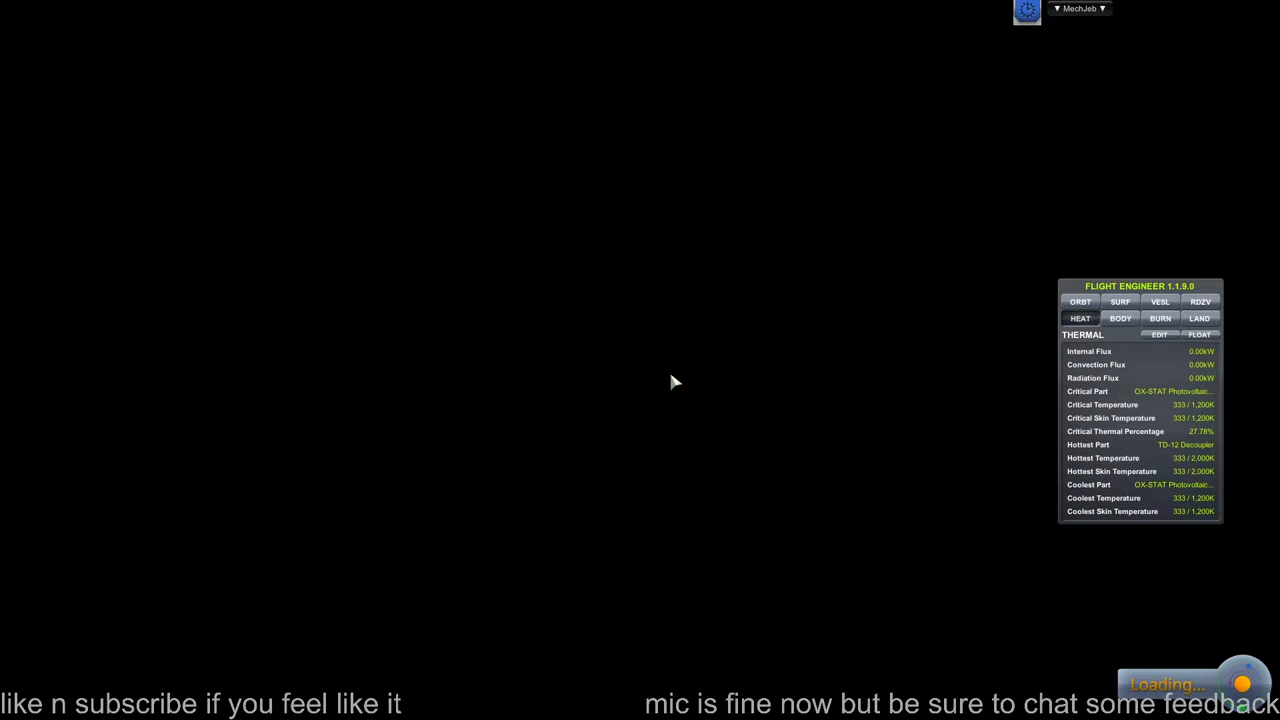 ▼ MechJeb ▼
FLIGHT ENGINEER 1.1.9.0
ORBT SURF VESL RDZV
HEAT BODY BURN LAND
THERMAL EDIT FLOAT
Internal Flux 0.00kW
Convection Flux 0.00kW
Radiation Flux 0.00kW
Critical Part OX-STAT Photovoltaic...
Critical Temperature 333 / 1,200K
Critical Skin Temperature 333 / 1,200K
Critical Thermal Percentage 27.78%
Hottest Part TD-12 Decoupler
Hottest Temperature 333 / 2,000K
Hottest Skin Temperature 333 / 2,000K
Coolest Part OX-STAT Photovoltaic...
Coolest Temperature 333 / 1,200K
Coolest Skin Temperature 333 / 1,200K
Loading...
like n subscribe if you feel like it mic is fine now but be sure to chat some feedback